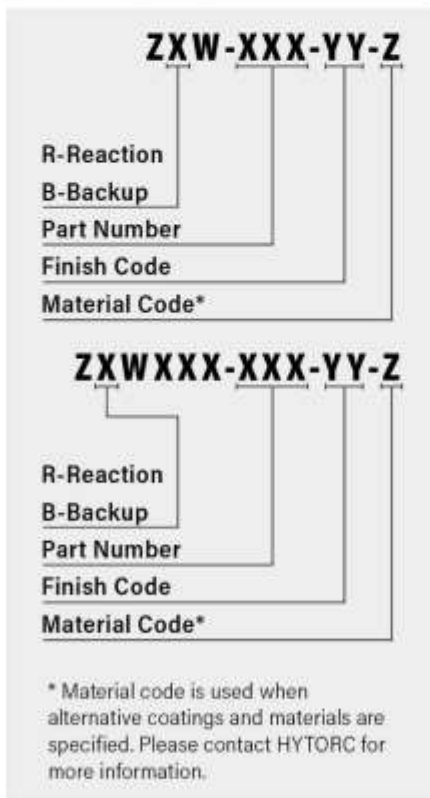 ZXW-XXX-YY-Z
R-Reaction
B-Backup
Part Number
Finish Code
Material Code*
ZXWXXX-XXX-YY-Z
R-Reaction
B-Backup
Part Number
Finish Code
Material Code*
* Material code is used when
alternative coatings and materials are
specified. Please contact HYTORC for
more information.